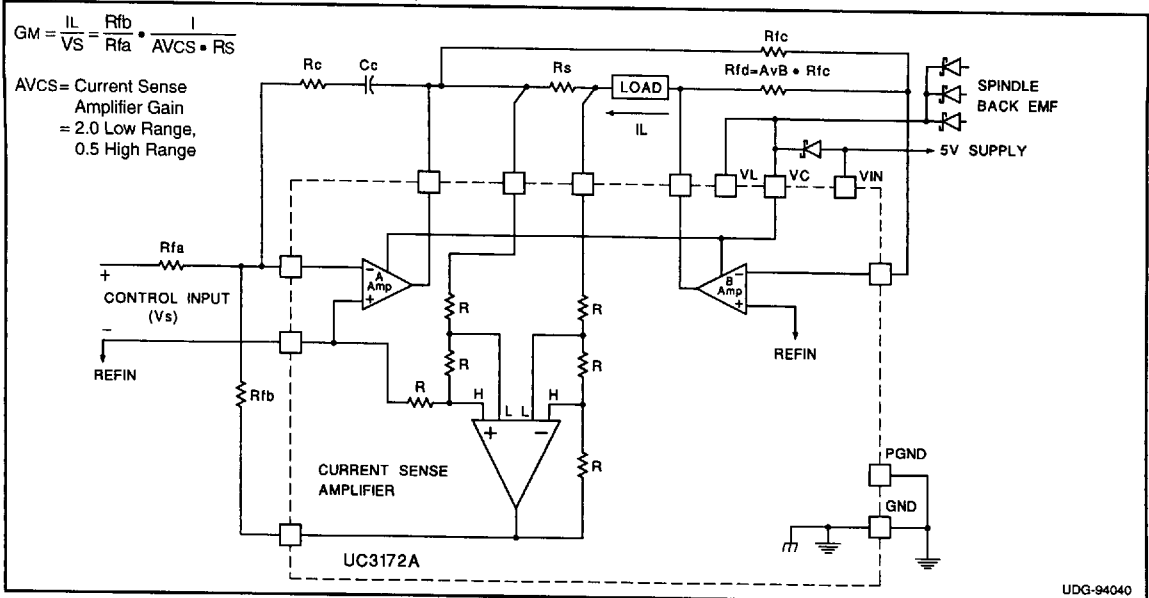 GM = IL/VS = Rfb/Rfa • I/(AVCS • RS)
AVCS = Current Sense
Amplifier Gain
= 2.0 Low Range,
0.5 High Range
Rc
Cc
Rs
LOAD
IL
Rfc
Rfd=AvB • Rfc
SPINDLE
BACK EMF
5V SUPPLY
VL
VC
VIN
Rfa
+
CONTROL INPUT
(Vs)
−
REFIN
Rfb
−
A
Amp
+
−
B
Amp
+
REFIN
R
R
R
R
R
R
H
L
L
H
+
−
CURRENT SENSE
AMPLIFIER
PGND
GND
UC3172A
UDG-94040